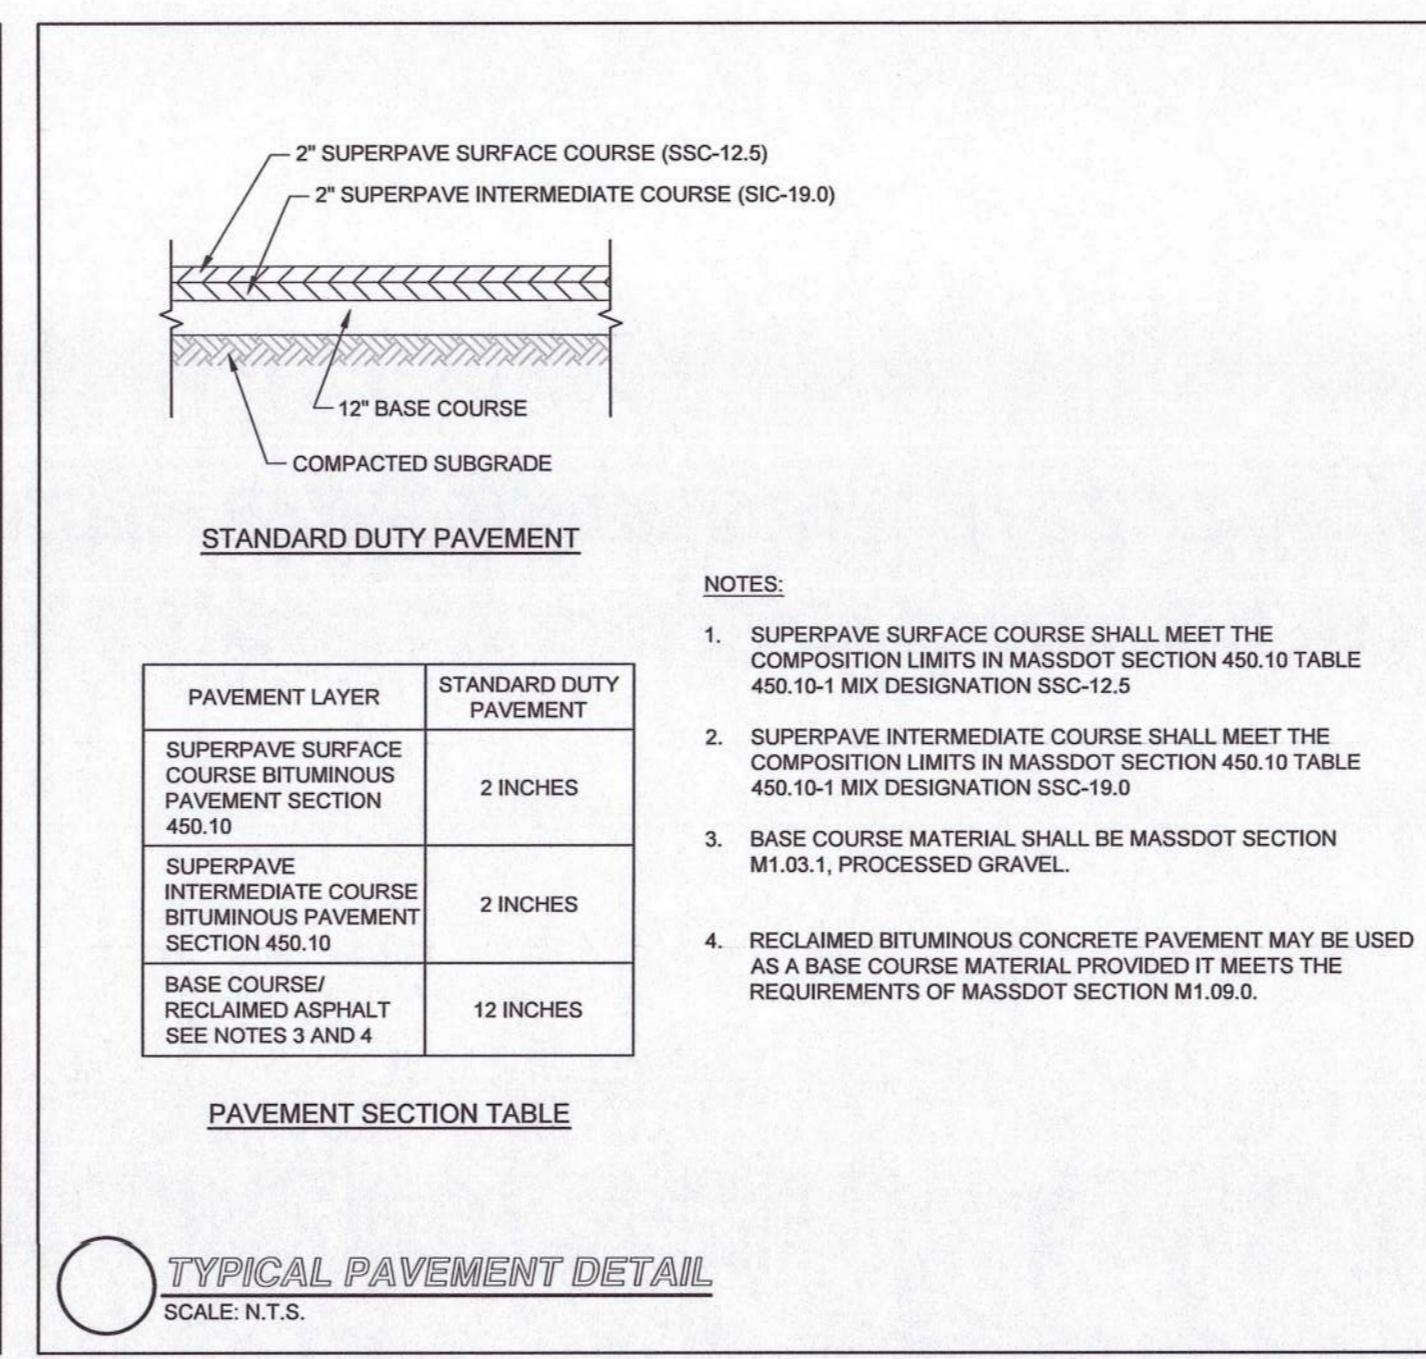 2" SUPERPAVE SURFACE COURSE (SSC-12.5)
2" SUPERPAVE INTERMEDIATE COURSE (SIC-19.0)
12" BASE COURSE
COMPACTED SUBGRADE
STANDARD DUTY PAVEMENT
PAVEMENT LAYER
STANDARD DUTY
PAVEMENT
SUPERPAVE SURFACE
COURSE BITUMINOUS
PAVEMENT SECTION
450.10
2 INCHES
SUPERPAVE
INTERMEDIATE COURSE
BITUMINOUS PAVEMENT
SECTION 450.10
2 INCHES
BASE COURSE/
RECLAIMED ASPHALT
SEE NOTES 3 AND 4
12 INCHES
PAVEMENT SECTION TABLE
NOTES:
1. SUPERPAVE SURFACE COURSE SHALL MEET THE
COMPOSITION LIMITS IN MASSDOT SECTION 450.10 TABLE
450.10-1 MIX DESIGNATION SSC-12.5
2. SUPERPAVE INTERMEDIATE COURSE SHALL MEET THE
COMPOSITION LIMITS IN MASSDOT SECTION 450.10 TABLE
450.10-1 MIX DESIGNATION SSC-19.0
3. BASE COURSE MATERIAL SHALL BE MASSDOT SECTION
M1.03.1, PROCESSED GRAVEL.
4. RECLAIMED BITUMINOUS CONCRETE PAVEMENT MAY BE USED
AS A BASE COURSE MATERIAL PROVIDED IT MEETS THE
REQUIREMENTS OF MASSDOT SECTION M1.09.0.
TYPICAL PAVEMENT DETAIL
SCALE: N.T.S.